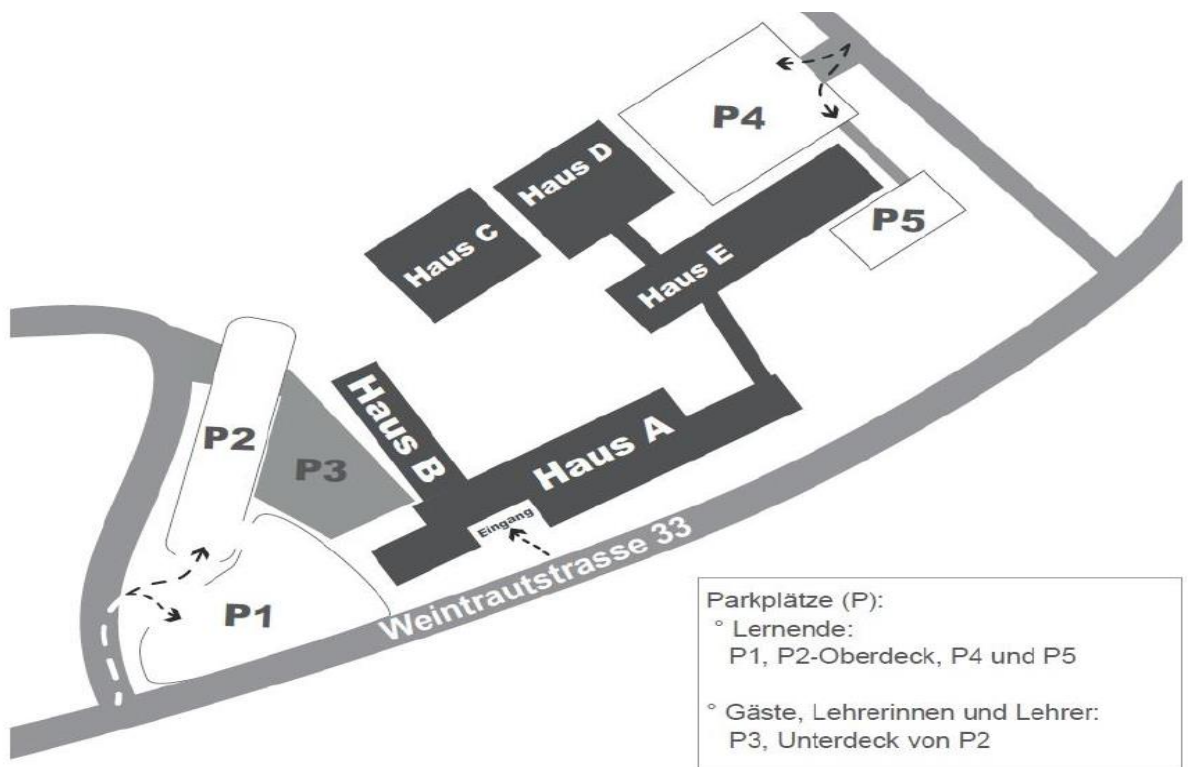 P4
Haus D
P5
Haus C
Haus E
P2
Haus B
P3
Haus A
Eingang
Weintrautstrasse 33
P1
Parkplätze (P):
° Lernende:
P1, P2-Oberdeck, P4 und P5
° Gäste, Lehrerinnen und Lehrer:
P3, Unterdeck von P2